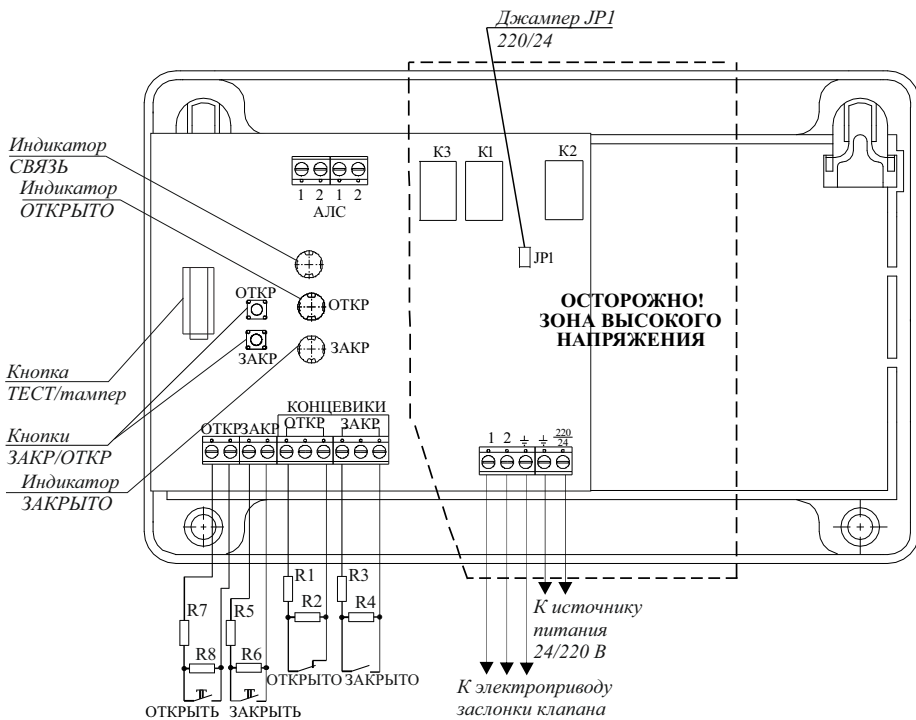 Джампер JP1
220/24
Индикатор
СВЯЗЬ
Индикатор
ОТКРЫТО
K3
K1
K2
1 2 1 2
АЛС
JP1
ОТКР
ОТКР
ЗАКР
ЗАКР
ОСТОРОЖНО!
ЗОНА ВЫСОКОГО
НАПРЯЖЕНИЯ
Кнопка
ТЕСТ/тампер
Кнопки
ЗАКР/ОТКР
Индикатор
ЗАКРЫТО
КОНЦЕВИКИ
ОТКР ЗАКР ОТКР ЗАКР
1 2 220
24
R1
R2
R3
R4
R7
R5
R8
R6
ОТКРЫТО ЗАКРЫТО
ОТКРЫТЬ ЗАКРЫТЬ
К источнику
питания
24/220 В
К электроприводу
заслонки клапана